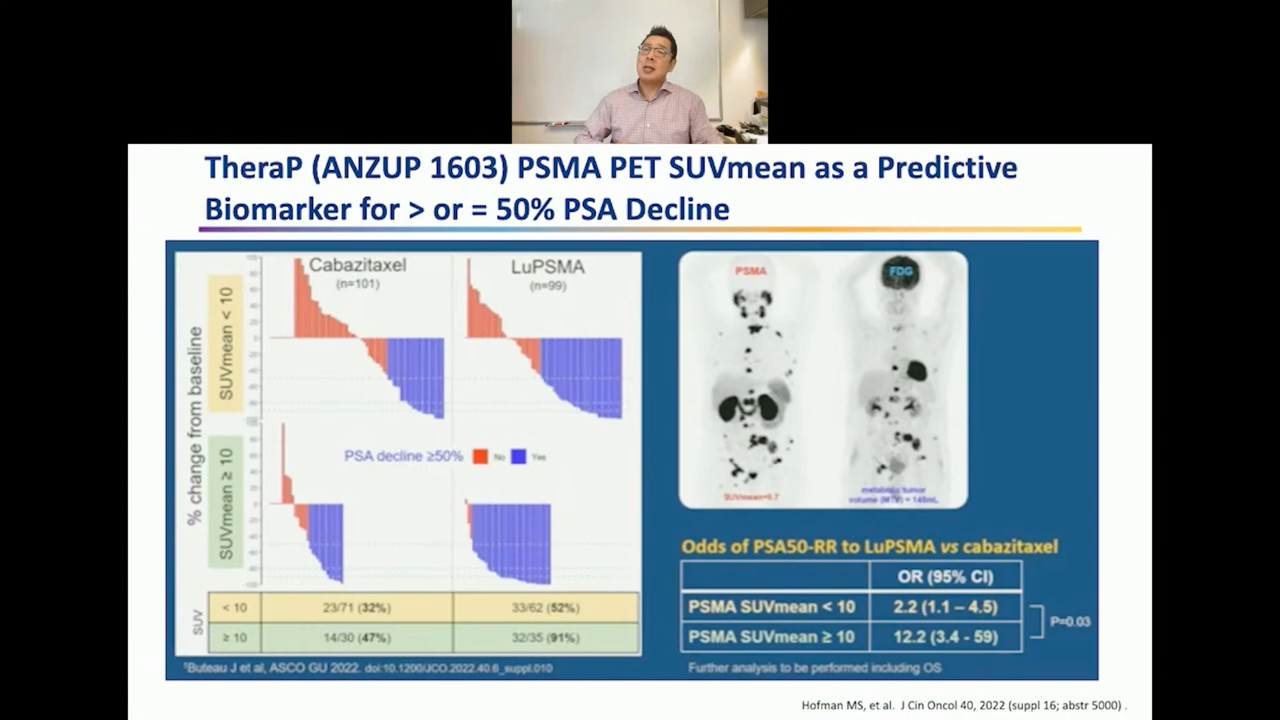 TheraP (ANZUP 1603) PSMA PET SUVmean as a Predictive
Biomarker for > or = 50% PSA Decline
% change from baseline
SUVmean < 10
SUVmean ≥ 10
Cabazitaxel
(n=101)
LuPSMA
(n=99)
PSA decline ≥50%
No
Yes
SUV
< 10
23/71 (32%)
33/62 (52%)
≥ 10
14/30 (47%)
32/35 (91%)
¹Buteau J et al, ASCO GU 2022. doi:10.1200/JCO.2022.40.6_suppl.010
PSMA
FDG
metabolic tumor
Odds of PSA50-RR to LuPSMA vs cabazitaxel
OR (95% CI)
PSMA SUVmean < 10
2.2 (1.1 – 4.5)
PSMA SUVmean ≥ 10
12.2 (3.4 - 59)
P=0.03
Further analysis to be performed including OS
Hofman MS, et al. J Cin Oncol 40, 2022 (suppl 16; abstr 5000) .